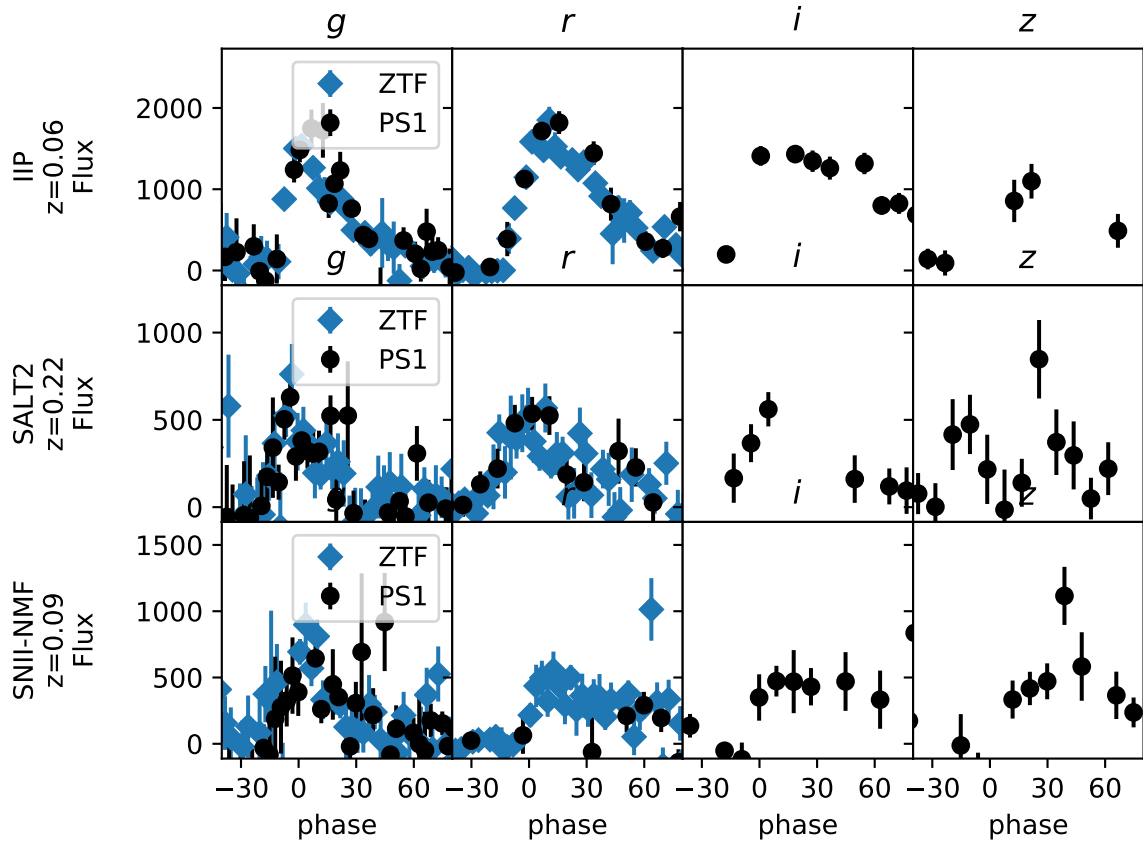 g r i z
IIP
z=0.06
Flux
2000
1000
0
ZTF
PS1
g r i z
SALT2
z=0.22
Flux
1000
500
0
ZTF
PS1
g r i z
SNII-NMF
z=0.09
Flux
1500
1000
500
0
ZTF
PS1
−30 0 30 60 −30 0 30 60 −30 0 30 60 −30 0 30 60
phase phase phase phase